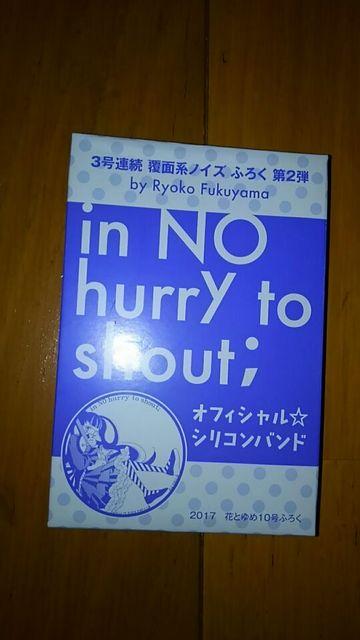 3号連続 覆面系ノイズ ふろく 第2弾
by Ryoko Fukuyama
in NO
hurry to
shout;
オフィシャル☆
シリコンバンド
in NO hurry to shout;
2017 花とゆめ10号ふろく